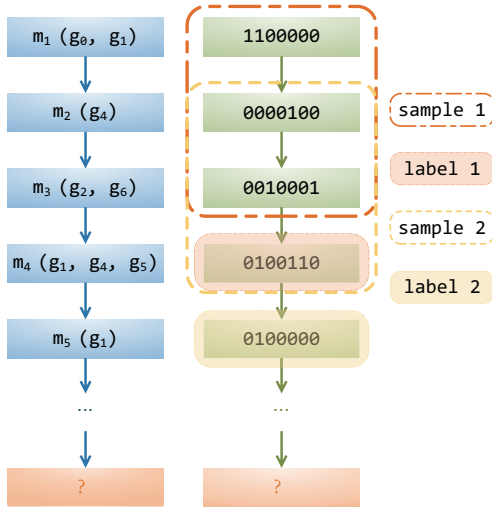 m₁ (g₀, g₁)
1100000
m₂ (g₄)
0000100
sample 1
m₃ (g₂, g₆)
0010001
label 1
sample 2
m₄ (g₁, g₄, g₅)
0100110
label 2
m₅ (g₁)
0100000
...
...
?
?